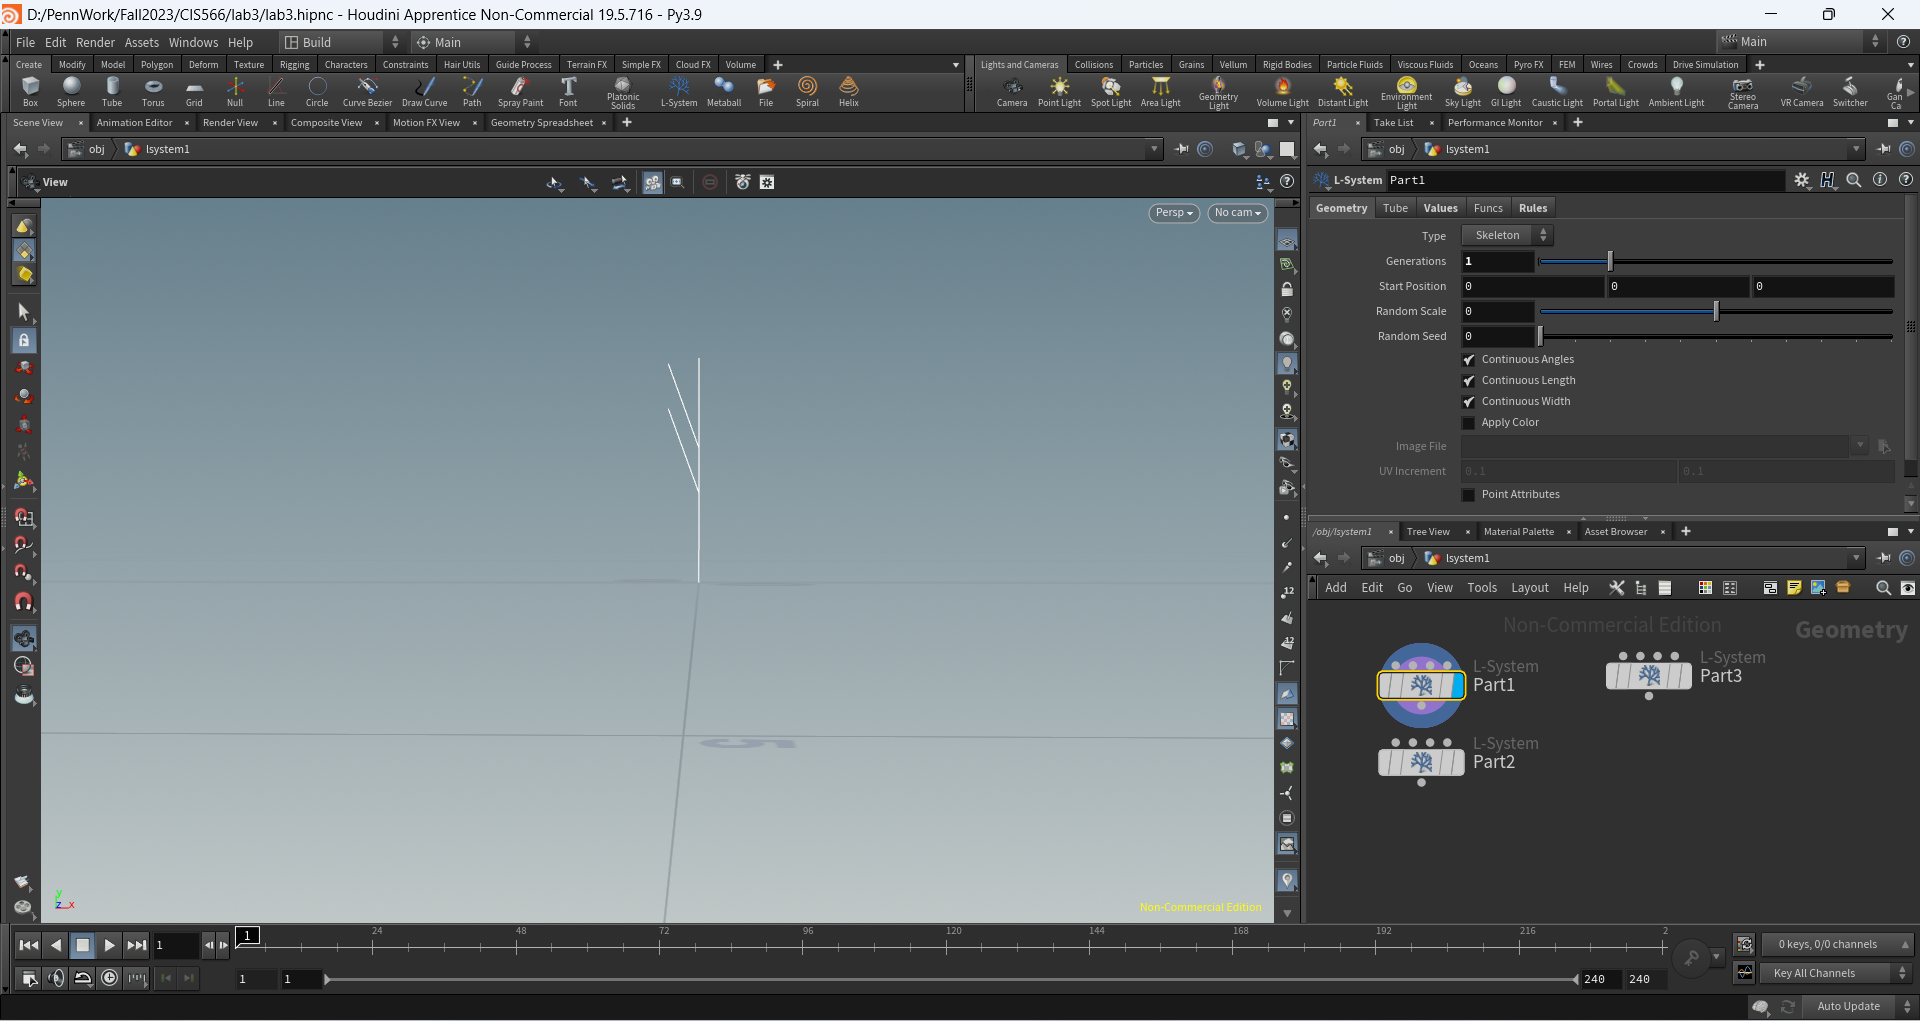 D:/PennWork/Fall2023/CIS566/lab3/lab3.hipnc - Houdini Apprentice Non-Commercial 19.5.716 - Py3.9
File Edit Render Assets Windows Help Build Main Main
Create Modify Model Polygon Deform Texture Rigging Characters Constraints Hair Utils Guide Process Terrain FX Simple FX Cloud FX Volume
Lights and Cameras Collisions Particles Grains Vellum Rigid Bodies Particle Fluids Viscous Fluids Oceans Pyro FX FEM Wires Crowds Drive Simulation
Box Sphere Tube Torus Grid Null Line Circle Curve Bezier Draw Curve Path Spray Paint Font Platonic Solids L-System Metaball File Spiral Helix
Camera Point Light Spot Light Area Light Geometry Light Volume Light Distant Light Environment Light Sky Light GI Light Caustic Light Portal Light Ambient Light Stereo Camera VR Camera Switcher Gan Ca
Scene View Animation Editor Render View Composite View Motion FX View Geometry Spreadsheet
Part1 Take List Performance Monitor
obj lsystem1
obj lsystem1
View
L-System Part1
Persp No cam
Geometry Tube Values Funcs Rules
Type Skeleton
Generations 1
Start Position 0 0 0
Random Scale 0
Random Seed 0
Continuous Angles
Continuous Length
Continuous Width
Apply Color
Image File
UV Increment 0.1 0.1
Point Attributes
/obj/lsystem1 Tree View Material Palette Asset Browser
obj lsystem1
Add Edit Go View Tools Layout Help
Non-Commercial Edition Geometry
L-System
Part1
L-System
Part3
L-System
Part2
12
12
5
y
z x
Non-Commercial Edition
1 1 24 48 72 96 120 144 168 192 216 2
0 keys, 0/0 channels
1 1 240 240
Key All Channels
Auto Update